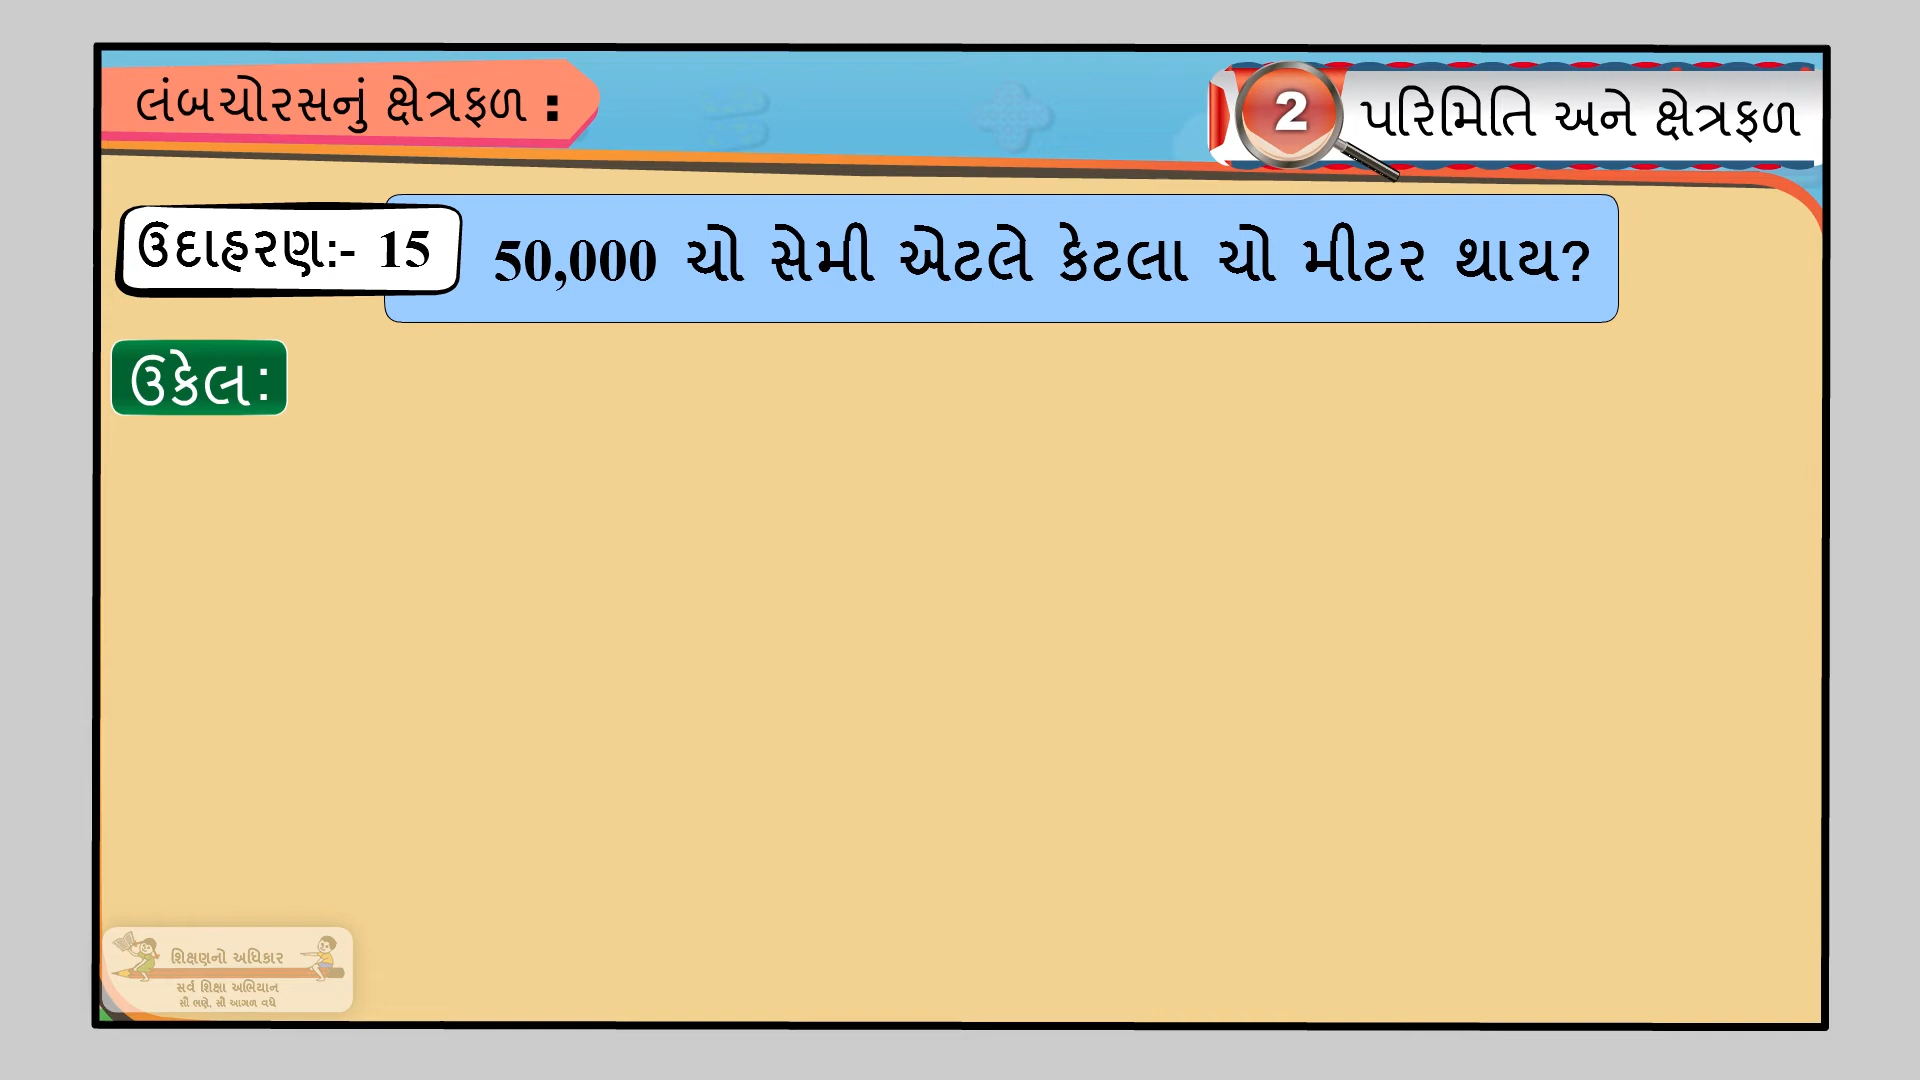 લંબચોરસનું ક્ષેત્રફળ :
2 પરિમિતિ અને ક્ષેત્રફળ
ઉદાહરણ:- 15
50,000 ચો સેમી એટલે કેટલા ચો મીટર થાય?
ઉકેલ:
શિક્ષણનો અધિકાર
સર્વ શિક્ષા અભિયાન
સૌ ભણે, સૌ આગળ વધે